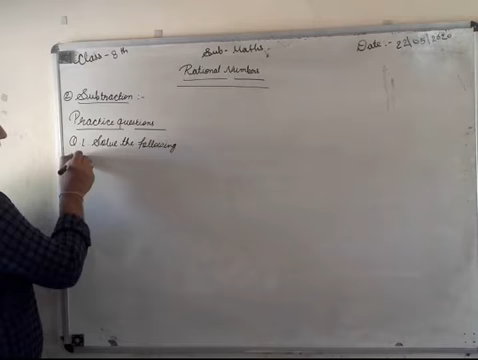 Class - 8th Sub - Maths Date :- 22/05/2020
Rational Numbers
② Subtraction :-
Practice questions
Q 1 Solve the following